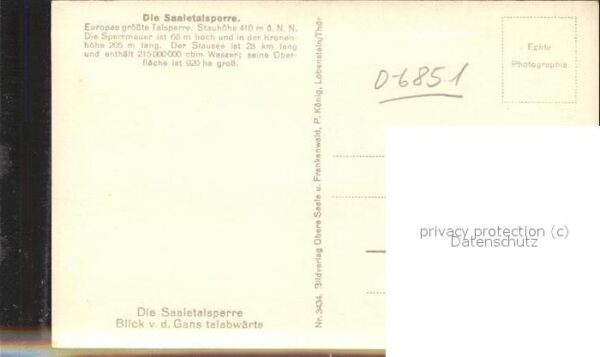 Die Saaletalsperre.
Europas größte Talsperre. Stauhöhe 410 m ü. N. N.
Die Sperrmauer ist 65 m hoch und in der Kronen-
höhe 205 m lang. Der Stausee ist 28 km lang
und enthält 215 000 000 cbm Wasser; seine Ober-
fläche ist 920 ha groß.
Die Saaletalsperre
Blick v. d. Gans talabwärts
Nr. 3434. Bildverlag Obere Saale u. Frankenwald, P. König, Lobenstein/Thür
D-6851
Echte
Photographie
privacy protection (c)
Datenschutz